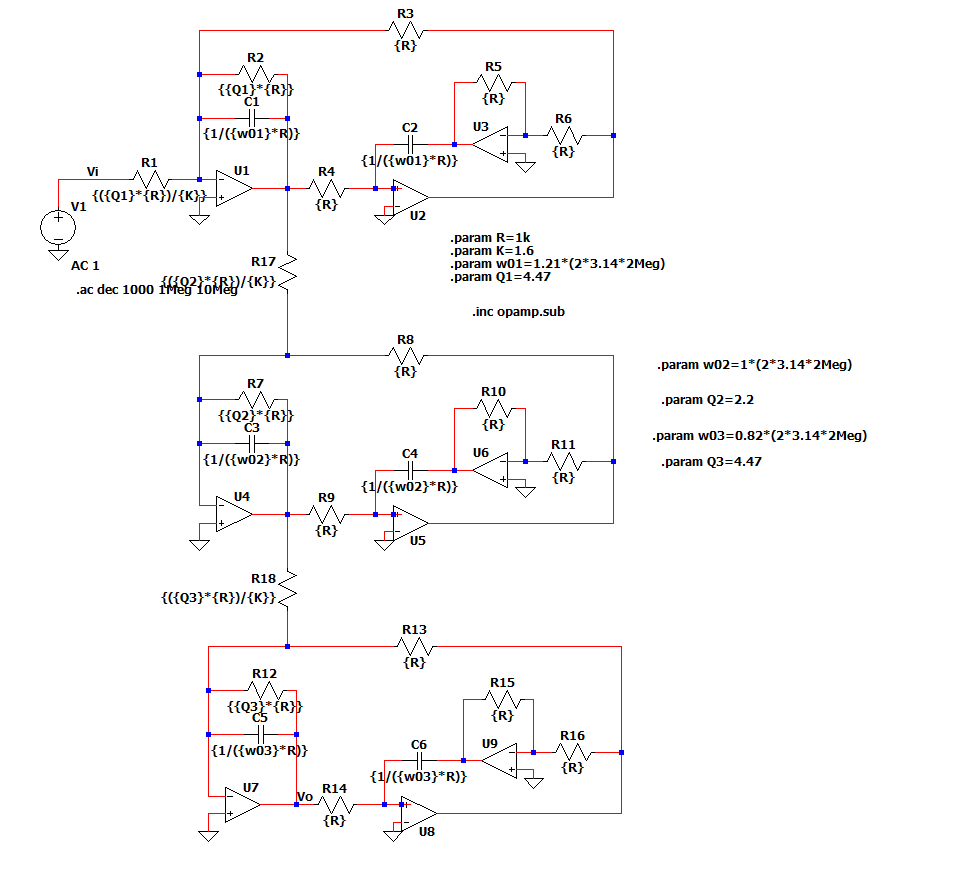 R3
{R}
R2
{{Q1}*{R}}
C1
{1/({w01}*R)}
R5
{R}
C2
{1/({w01}*R)}
U3
R6
{R}
Vi
R1
{({Q1}*{R})/{K}}
U1
R4
{R}
U2
V1
AC 1
.ac dec 1000 1Meg 10Meg
R17
{({Q2}*{R})/{K}}
.param R=1k
.param K=1.6
.param w01=1.21*(2*3.14*2Meg)
.param Q1=4.47
.inc opamp.sub
R8
{R}
.param w02=1*(2*3.14*2Meg)
.param Q2=2.2
.param w03=0.82*(2*3.14*2Meg)
.param Q3=4.47
R7
{{Q2}*{R}}
C3
{1/({w02}*R)}
R10
{R}
C4
{1/({w02}*R)}
U6
R11
{R}
U4
R9
{R}
U5
R18
{({Q3}*{R})/{K}}
R13
{R}
R12
{{Q3}*{R}}
C5
{1/({w03}*R)}
R15
{R}
C6
{1/({w03}*R)}
U9
R16
{R}
U7
Vo
R14
{R}
U8